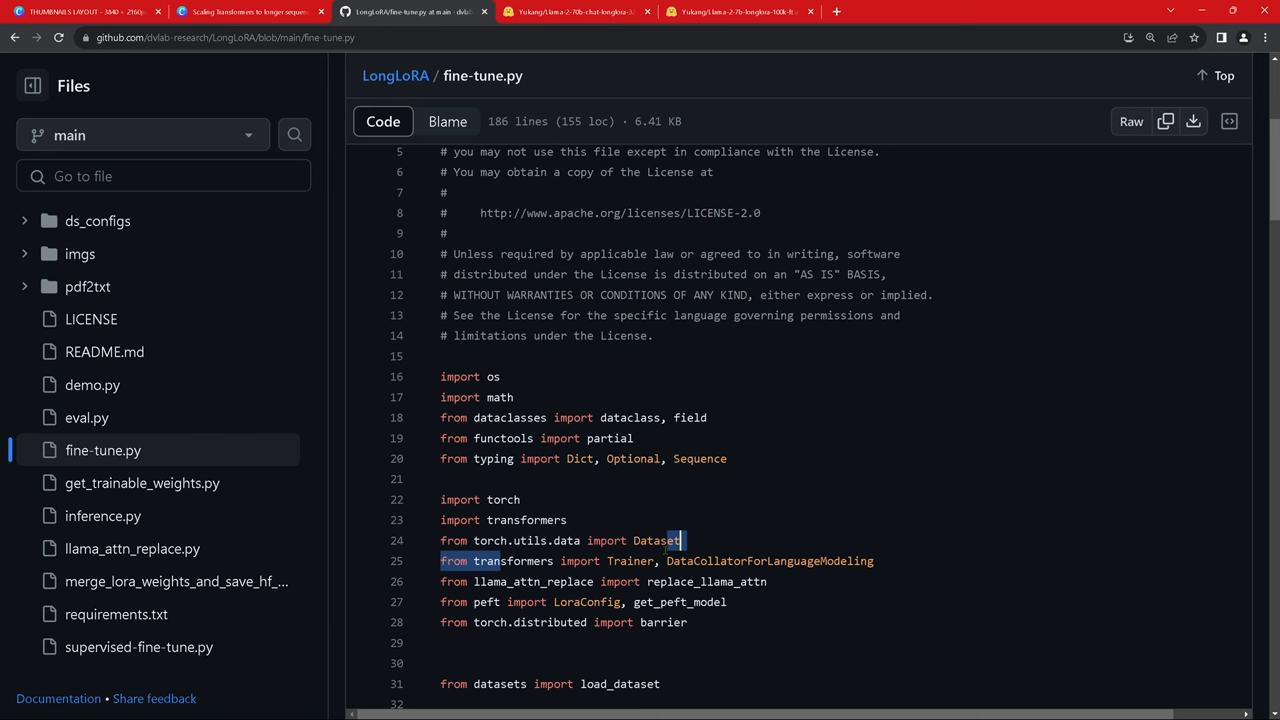 THUMBNAILS LAYOUT – 3840 × 2160p
Scaling Transformers to longer sequenc
LongLoRA/fine-tune.py at main · dvlab-
Yukang/Llama-2-70b-chat-longlora-32
Yukang/Llama-2-7b-longlora-100k-ft a
github.com/dvlab-research/LongLoRA/blob/main/fine-tune.py
Files
main
Go to file
ds_configs
imgs
pdf2txt
LICENSE
README.md
demo.py
eval.py
fine-tune.py
get_trainable_weights.py
inference.py
llama_attn_replace.py
merge_lora_weights_and_save_hf_...
requirements.txt
supervised-fine-tune.py
Documentation • Share feedback
LongLoRA / fine-tune.py
Top
Code Blame 186 lines (155 loc) · 6.41 KB
Raw
5 # you may not use this file except in compliance with the License.
6 # You may obtain a copy of the License at
7 #
8 # http://www.apache.org/licenses/LICENSE-2.0
9 #
10 # Unless required by applicable law or agreed to in writing, software
11 # distributed under the License is distributed on an "AS IS" BASIS,
12 # WITHOUT WARRANTIES OR CONDITIONS OF ANY KIND, either express or implied.
13 # See the License for the specific language governing permissions and
14 # limitations under the License.
15
16 import os
17 import math
18 from dataclasses import dataclass, field
19 from functools import partial
20 from typing import Dict, Optional, Sequence
21
22 import torch
23 import transformers
24 from torch.utils.data import Dataset
25 from transformers import Trainer, DataCollatorForLanguageModeling
26 from llama_attn_replace import replace_llama_attn
27 from peft import LoraConfig, get_peft_model
28 from torch.distributed import barrier
29
30
31 from datasets import load_dataset
32